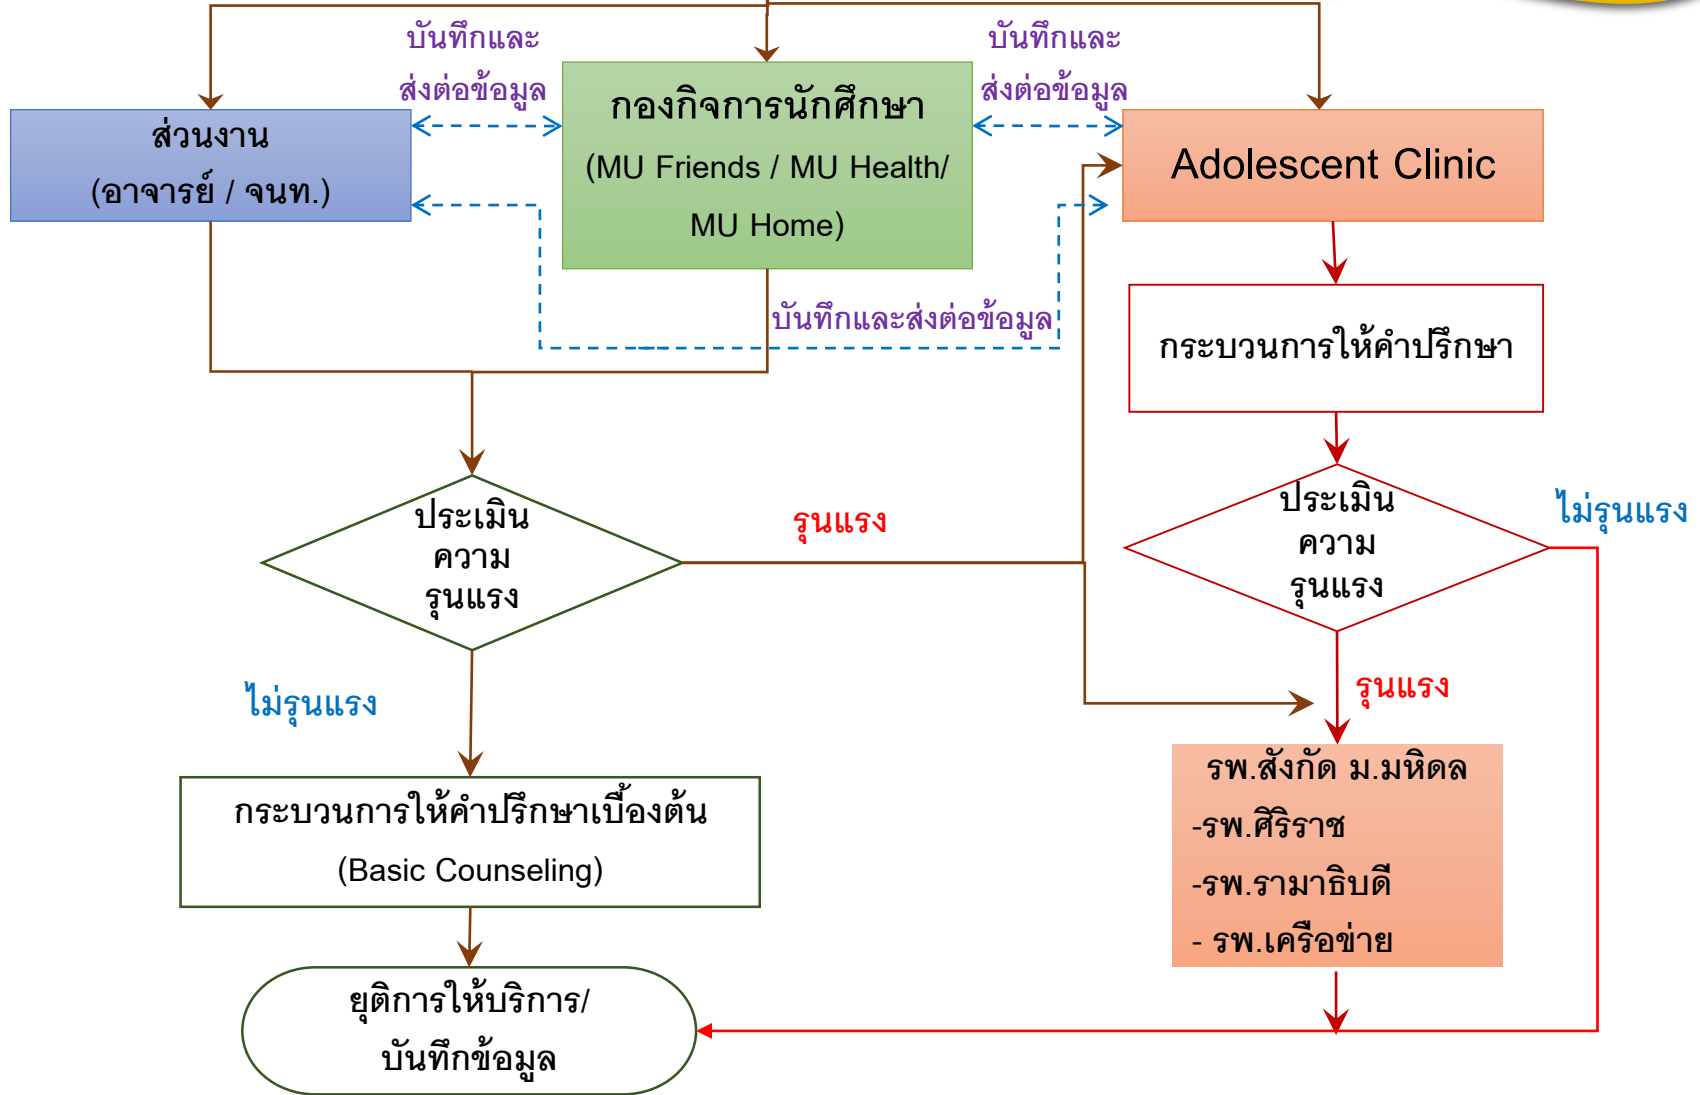 บันทึกและ
ส่งต่อข้อมูล
บันทึกและ
ส่งต่อข้อมูล
ส่วนงาน
(อาจารย์ / จนท.)
กองกิจการนักศึกษา
(MU Friends / MU Health/
MU Home)
Adolescent Clinic
บันทึกและส่งต่อข้อมูล
กระบวนการให้คำปรึกษา
ประเมิน
ความ
รุนแรง
รุนแรง
ประเมิน
ความ
รุนแรง
ไม่รุนแรง
ไม่รุนแรง
รุนแรง
กระบวนการให้คำปรึกษาเบื้องต้น
(Basic Counseling)
รพ.สังกัด ม.มหิดล
-รพ.ศิริราช
-รพ.รามาธิบดี
- รพ.เครือข่าย
ยุติการให้บริการ/
บันทึกข้อมูล